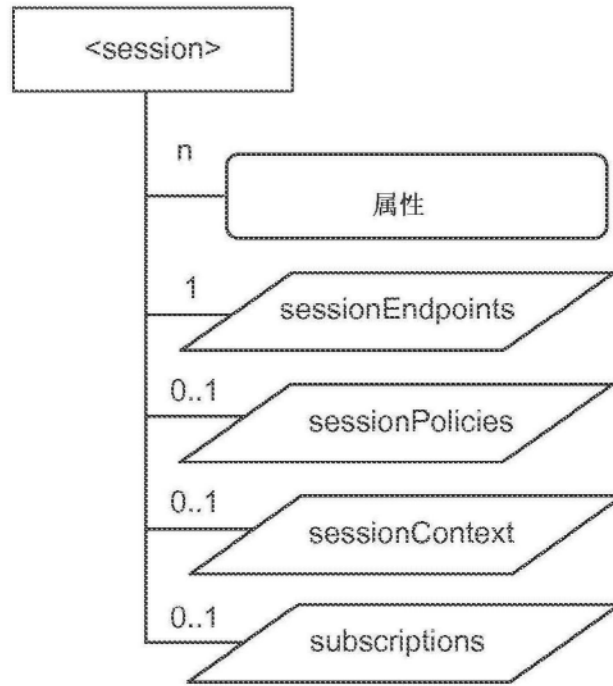 <session>
n
属性
1
sessionEndpoints
0..1
sessionPolicies
0..1
sessionContext
0..1
subscriptions